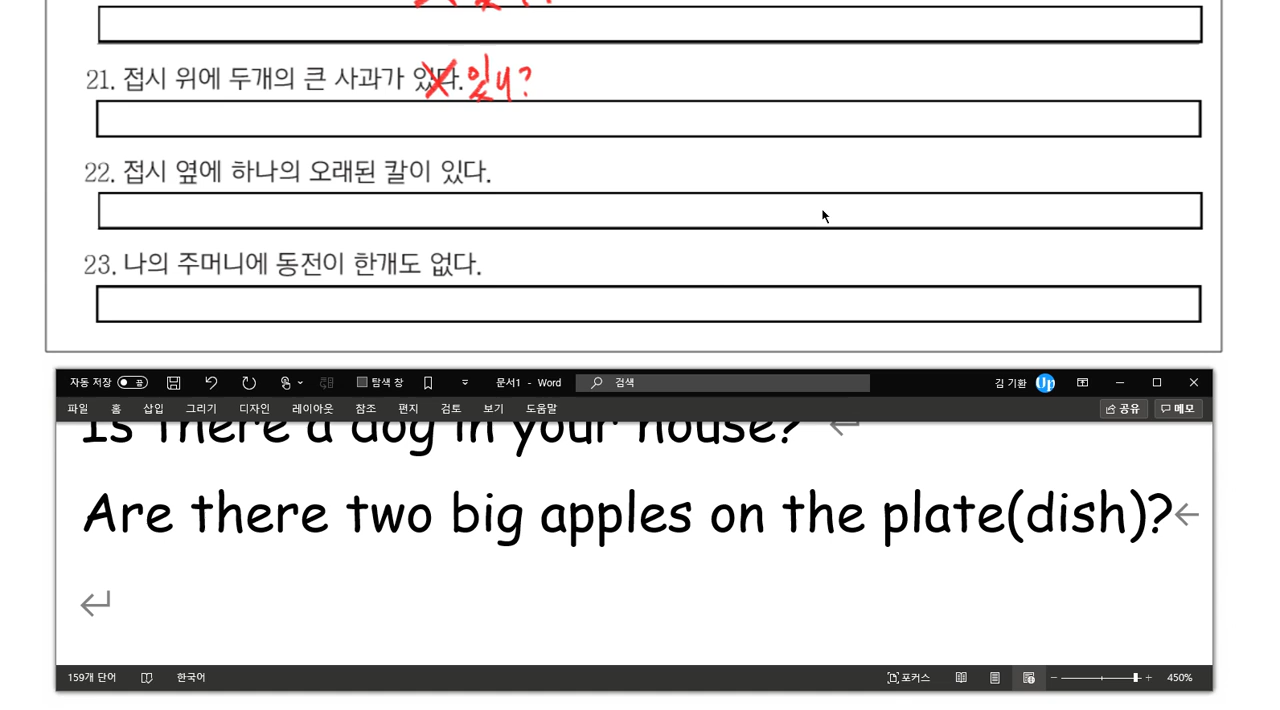 21. 접시 위에 두개의 큰 사과가 있다. 있니?
22. 접시 옆에 하나의 오래된 칼이 있다.
23. 나의 주머니에 동전이 한개도 없다.
자동 저장 끔 탐색 창 문서1 - Word 검색 김 기환 Up
파일 홈 삽입 그리기 디자인 레이아웃 참조 편지 검토 보기 도움말 공유 메모
Is there a dog in your house?
Are there two big apples on the plate(dish)?
159개 단어 한국어 포커스 450%